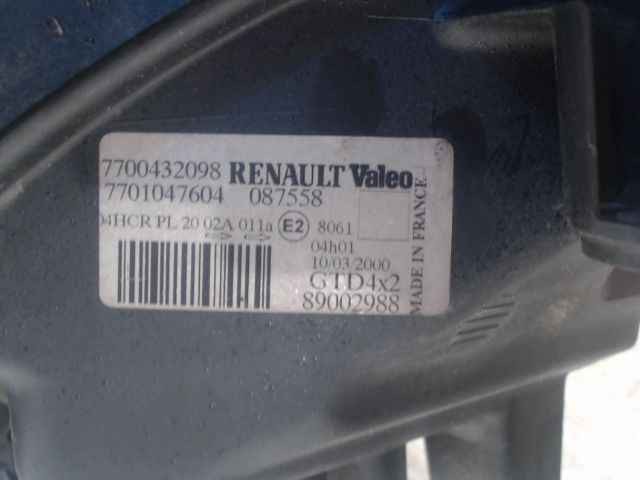 7700432098 RENAULT Valeo
7701047604 087558
04HCR PL 20 02A 011a E2 8061
04h01
10/03/2000
GTD4x2
89002988
MADE IN FRANCE